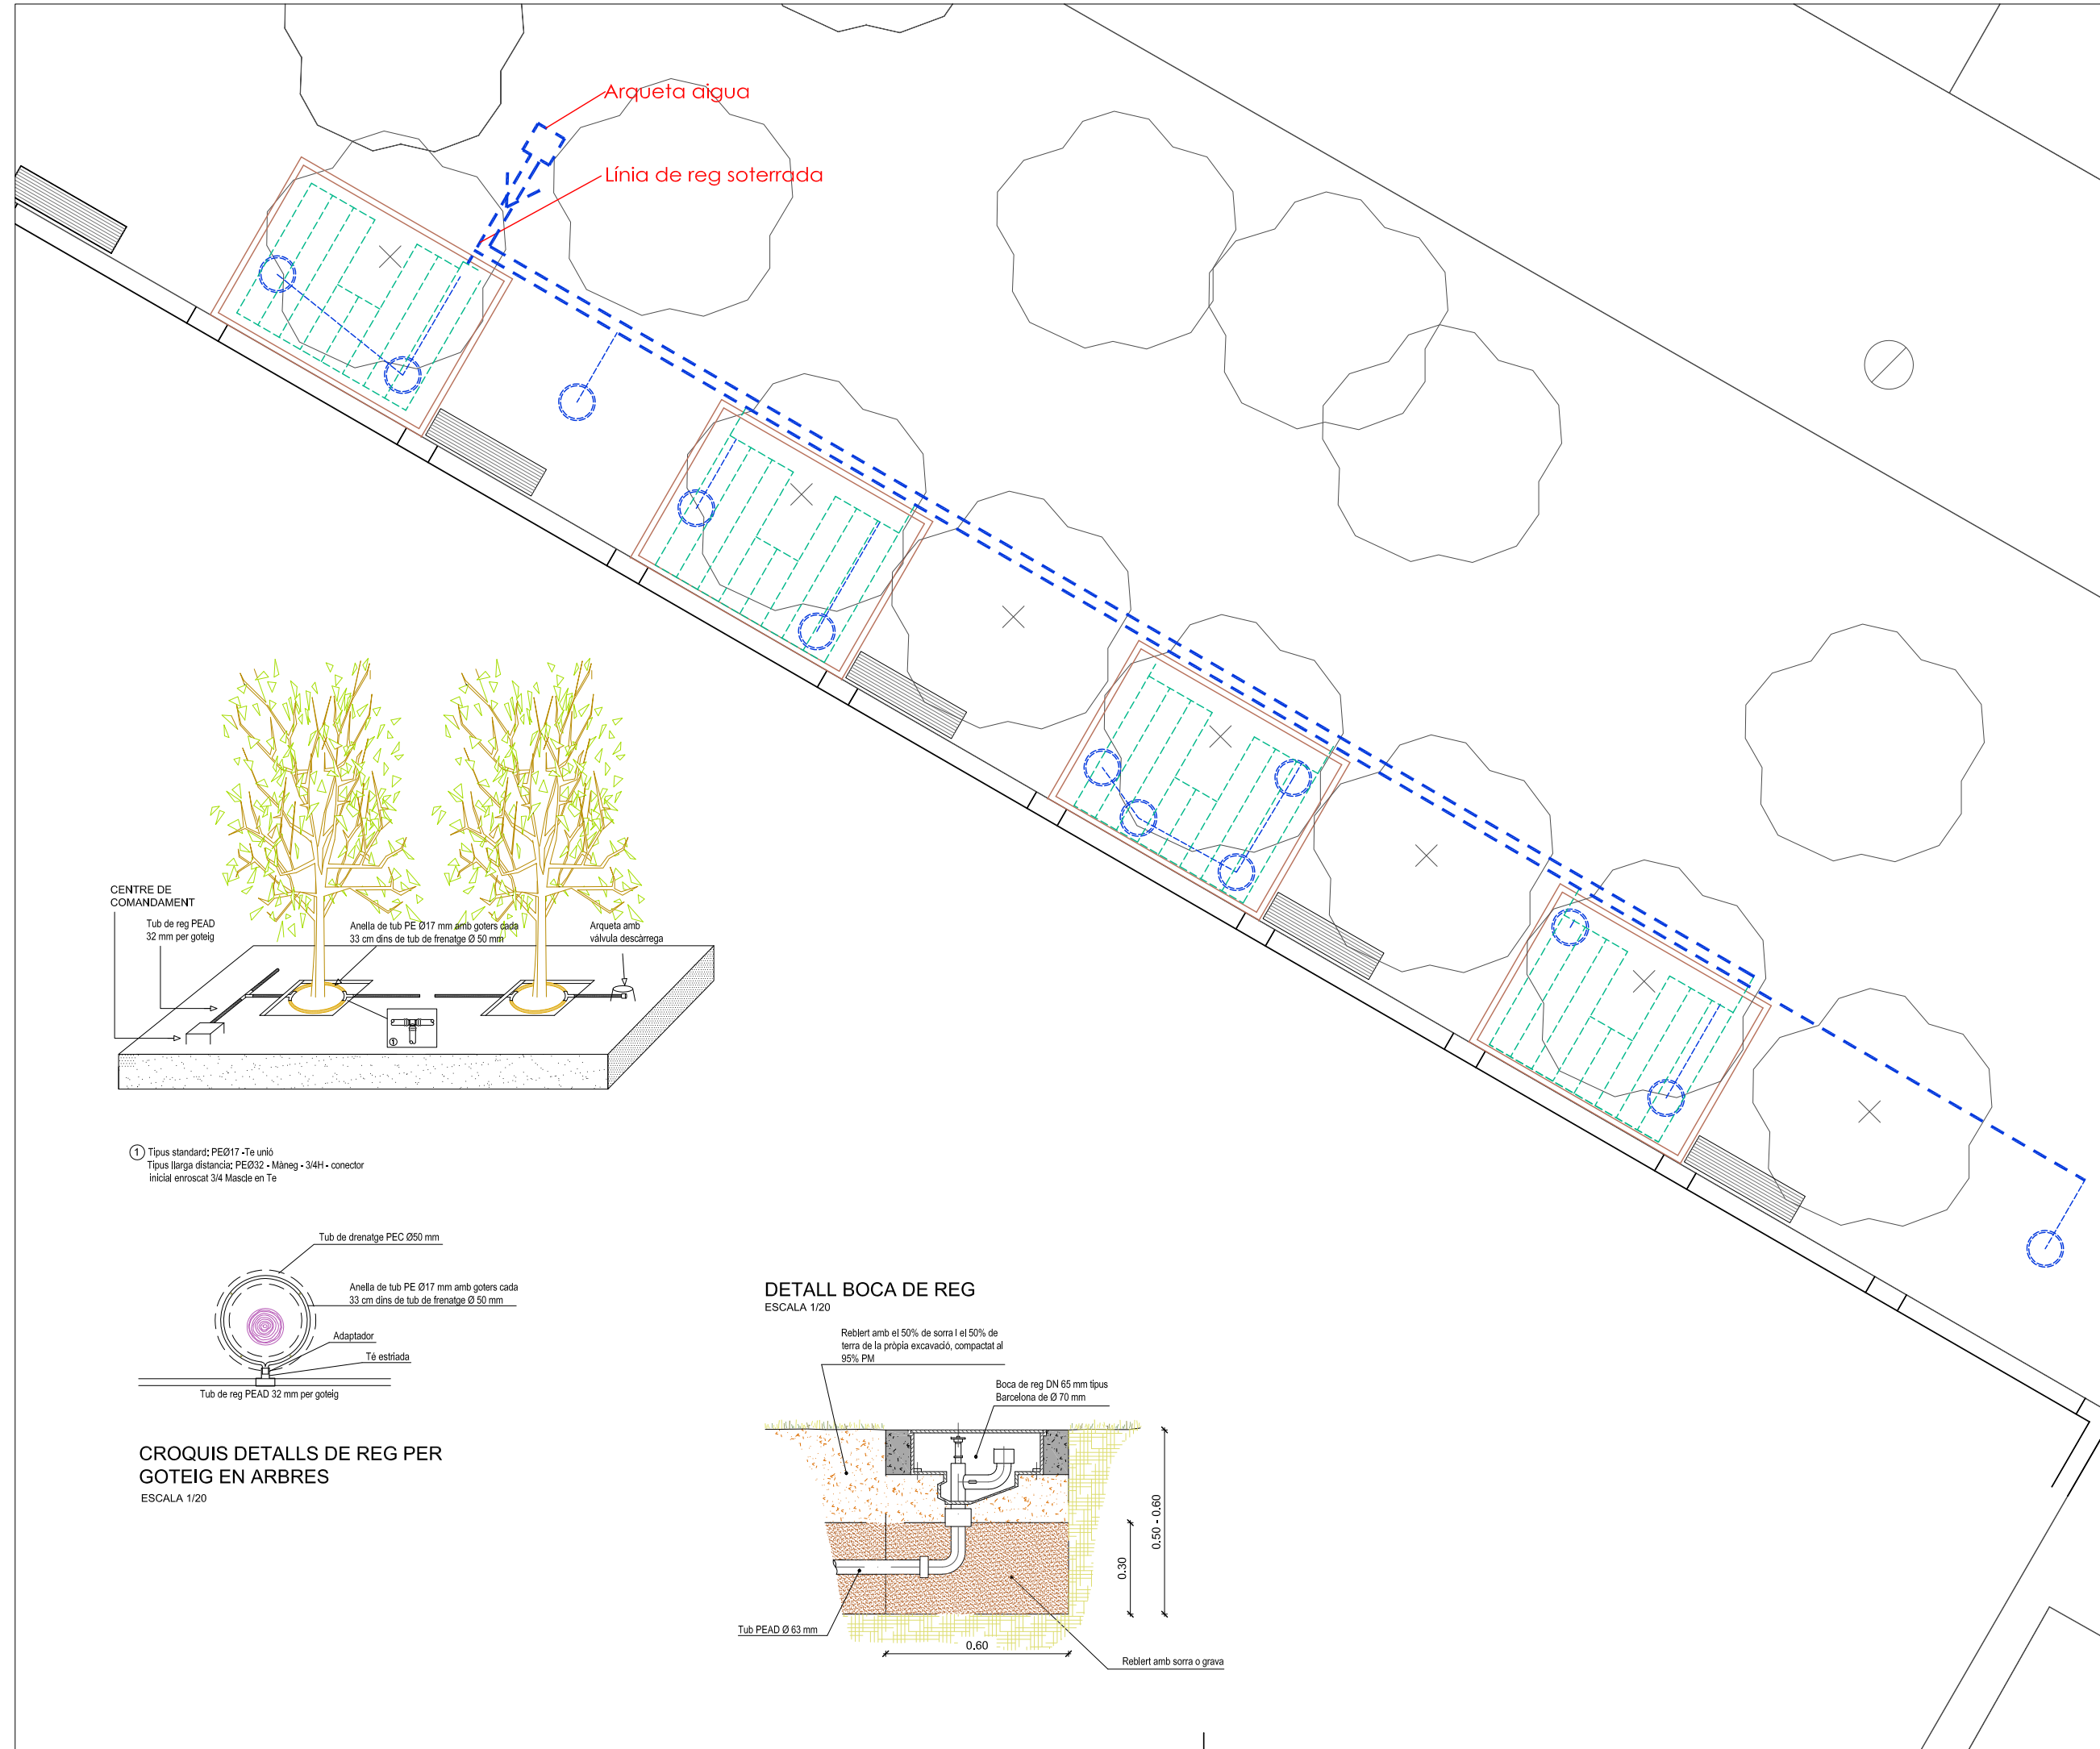 Arqueta aigua
Línia de reg soterrada
CENTRE DE
COMANDAMENT
Tub de reg PEAD
32 mm per goteig
Anella de tub PE Ø17 mm amb goters cada
33 cm dins de tub de frenatge Ø 50 mm
Arqueta amb
válvula descàrrega
1
1 Tipus standard: PEØ17 -Te unió
Tipus llarga distancia: PEØ32 - Màneg - 3/4H - conector
inicial enroscat 3/4 Mascle en Te
Tub de drenatge PEC Ø50 mm
Anella de tub PE Ø17 mm amb goters cada
33 cm dins de tub de frenatge Ø 50 mm
Adaptador
Té estriada
Tub de reg PEAD 32 mm per goteig
CROQUIS DETALLS DE REG PER
GOTEIG EN ARBRES
ESCALA 1/20
DETALL BOCA DE REG
ESCALA 1/20
Reblert amb el 50% de sorra i el 50% de
terra de la pròpia excavació, compactat al
95% PM
Boca de reg DN 65 mm tipus
Barcelona de Ø 70 mm
0.50 - 0.60
0.30
Tub PEAD Ø 63 mm
0.60
Reblert amb sorra o grava